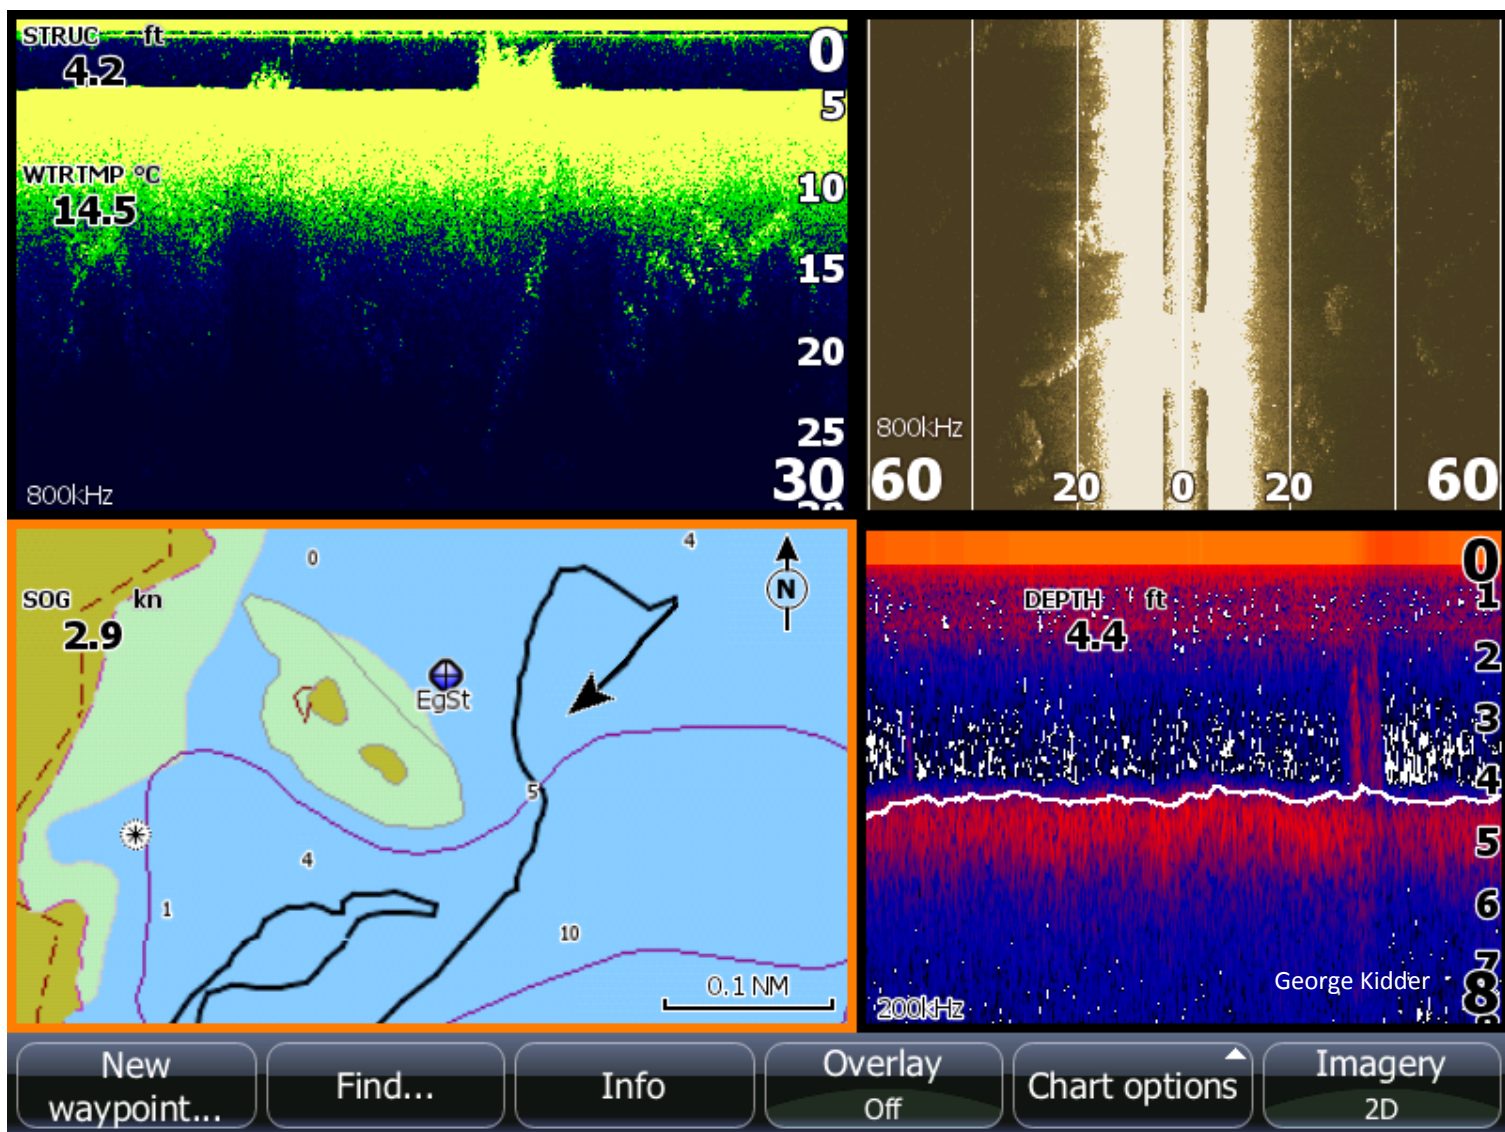 STRUC ft
4.2
0
5
WTRTMP °C
14.5
10
15
20
25
30
800kHz
800kHz
60 20 0 20 60
SOG kn
2.9
0
4
N
EgSt
5
4
1
10
0.1 NM
DEPTH ft
4.4
0
1
2
3
4
5
6
7
8
George Kidder
200kHz
New
waypoint...
Find...
Info
Overlay
Off
Chart options
Imagery
2D